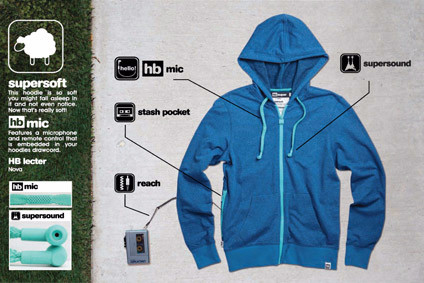 supersoft
This hoodie is so soft
you might fall asleep in
it and not even notice.
Now that's really soft!
hb mic
Features a microphone
and remote control that
is embedded in your
hoodies drawcord.
HB lecter
Nova
hb mic
supersound
hello!
hb mic
supersound
stash pocket
reach